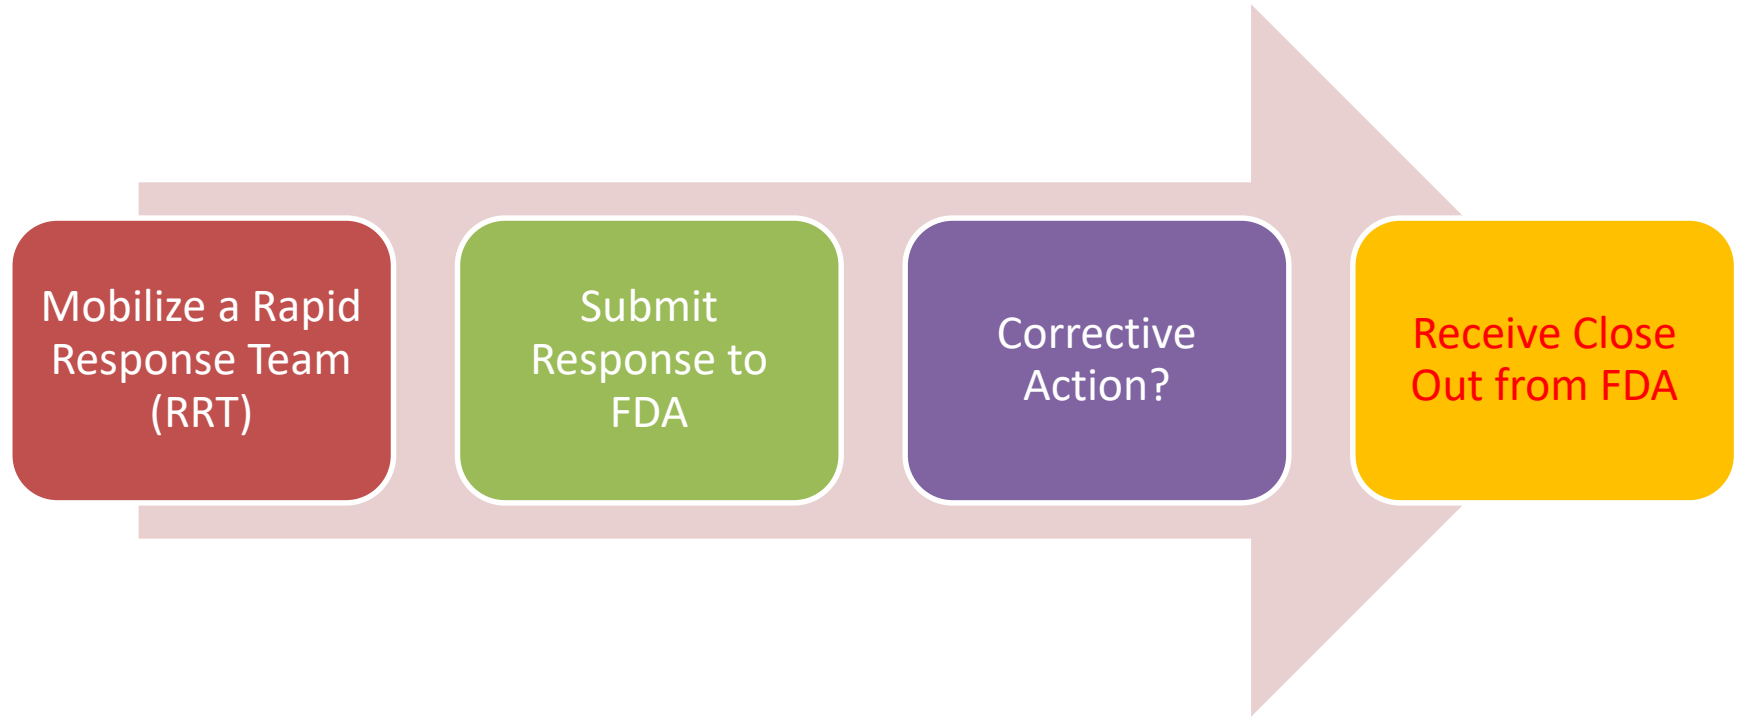 Mobilize a Rapid
Response Team
(RRT)
Submit
Response to
FDA
Corrective
Action?
Receive Close
Out from FDA